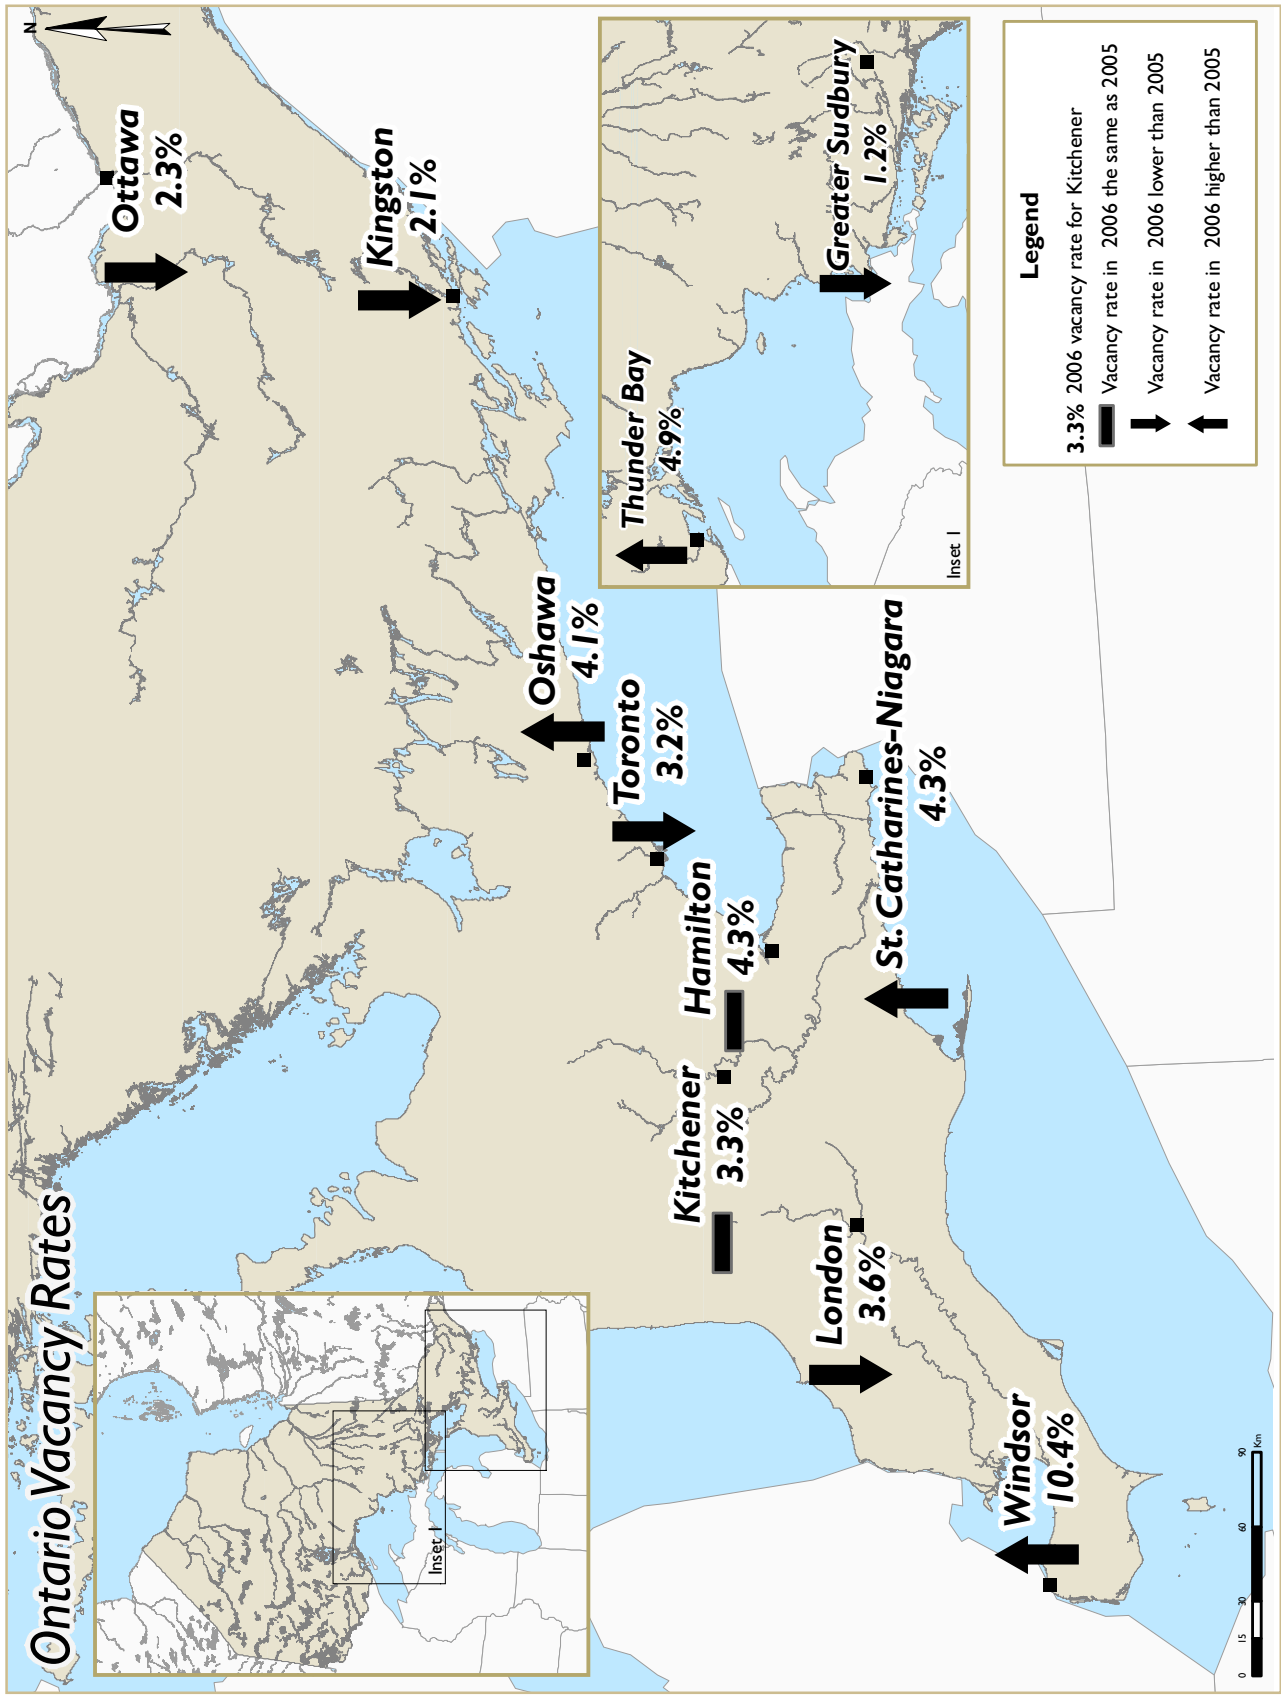 Ontario Vacancy Rates
N
Ottawa
2.3%
Kingston
2.1%
Oshawa
4.1%
Toronto
3.2%
Hamilton
4.3%
Kitchener
3.3%
St. Catharines-Niagara
4.3%
London
3.6%
Windsor
10.4%
Inset 1
Thunder Bay
4.9%
Greater Sudbury
1.2%
Inset 1
Legend
3.3% 2006 vacancy rate for Kitchener
Vacancy rate in 2006 the same as 2005
Vacancy rate in 2006 lower than 2005
Vacancy rate in 2006 higher than 2005
0 15 30 60 90
Km